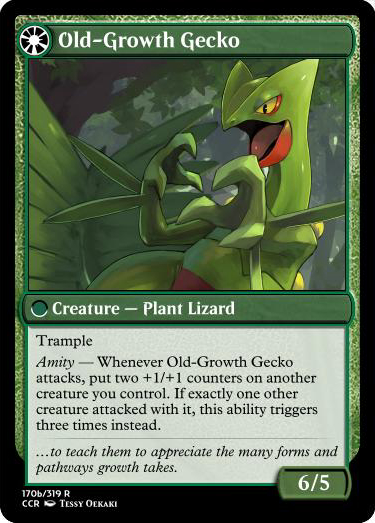 Old-Growth Gecko
Creature — Plant Lizard
Trample
Amity — Whenever Old-Growth Gecko
attacks, put two +1/+1 counters on another
creature you control. If exactly one other
creature attacked with it, this ability triggers
three times instead.
…to teach them to appreciate the many forms and
pathways growth takes.
6/5
170b/319 R
CCR Tessy Oekaki